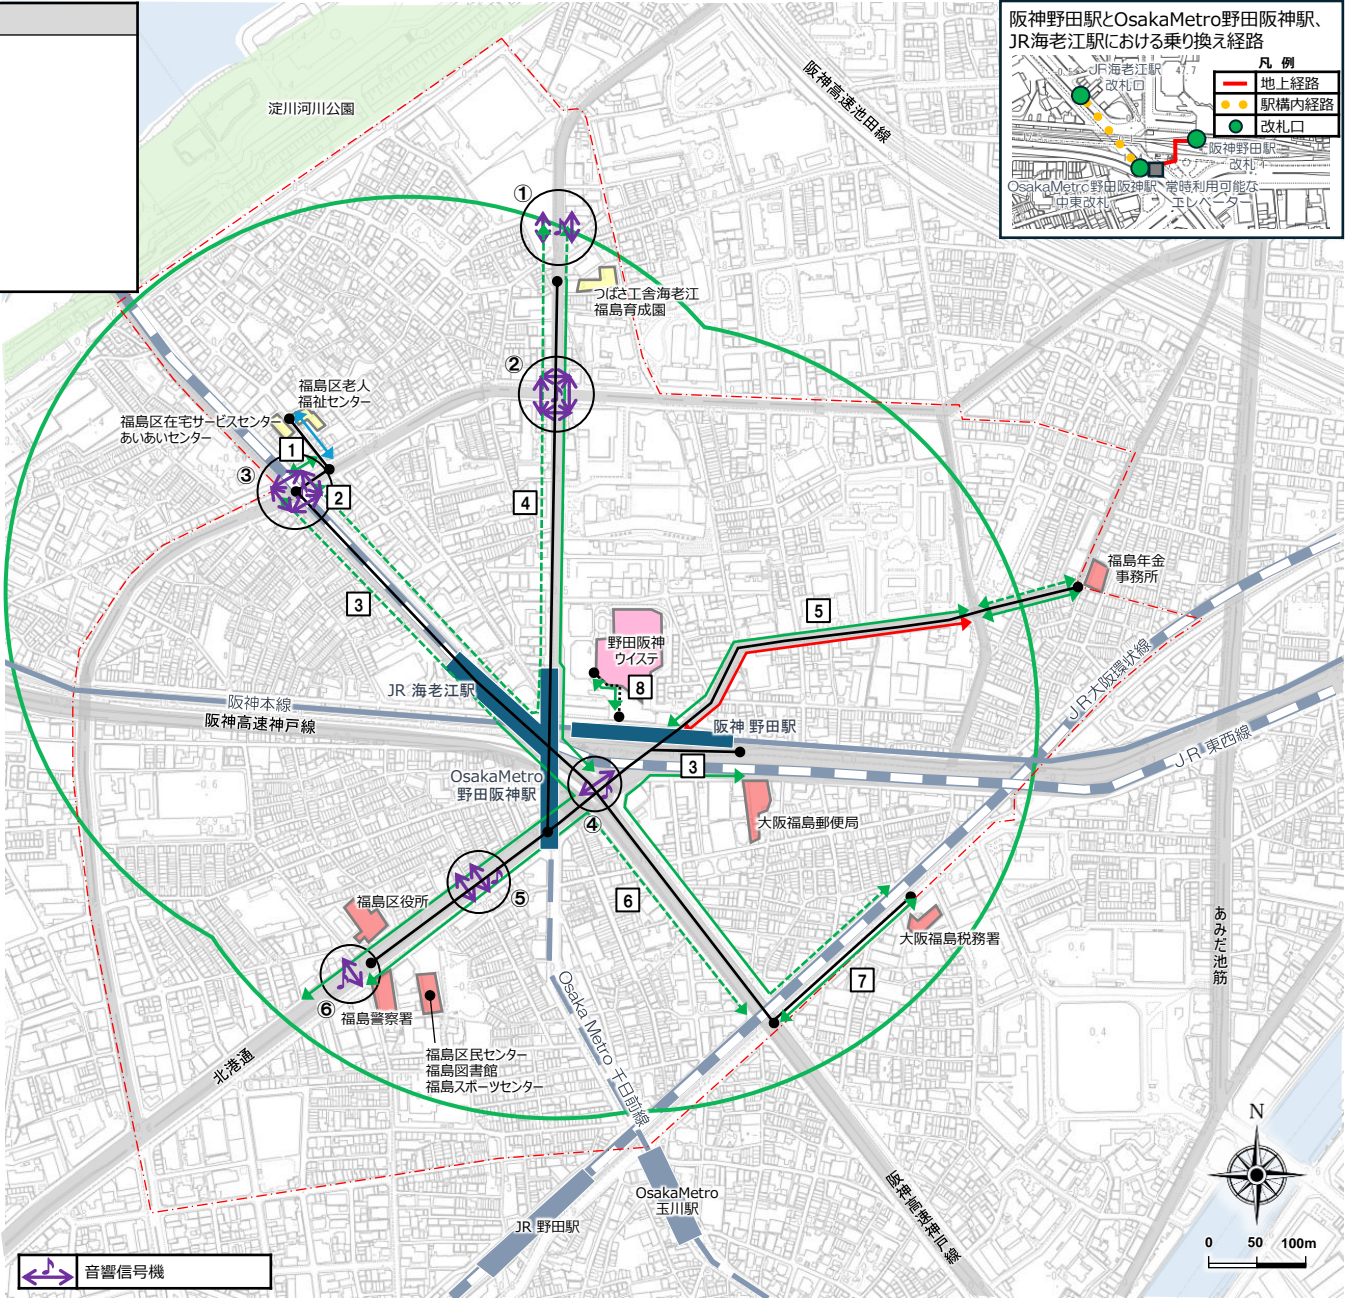 阪神野田駅とOsakaMetro野田阪神駅、
JR海老江駅における乗り換え経路
凡 例
地上経路
駅構内経路
改札口
JR海老江駅
改札口
阪神野田駅
改札口
OsakaMetro野田阪神駅
中東改札
常時利用可能な
エレベーター
淀川河川公園
阪神高速池田線
①
つばさ工舎海老江
福島育成園
②
福島区老人
福祉センター
福島区在宅サービスセンター
あいあいセンター
1
③
2
4
3
5
福島年金
事務所
野田阪神
ウイステ
8
JR 海老江駅
阪神本線
阪神高速神戸線
阪神 野田駅
3
JR大阪環状線
JR 東西線
OsakaMetro
野田阪神駅
④
大阪福島郵便局
⑤
6
福島区役所
大阪福島税務署
7
あみだ池筋
⑥
福島警察署
福島区民センター
福島図書館
福島スポーツセンター
北港通
Osaka Metro 千日前線
OsakaMetro
玉川駅
JR 野田駅
阪神高速神戸線
N
0 50 100m
音響信号機